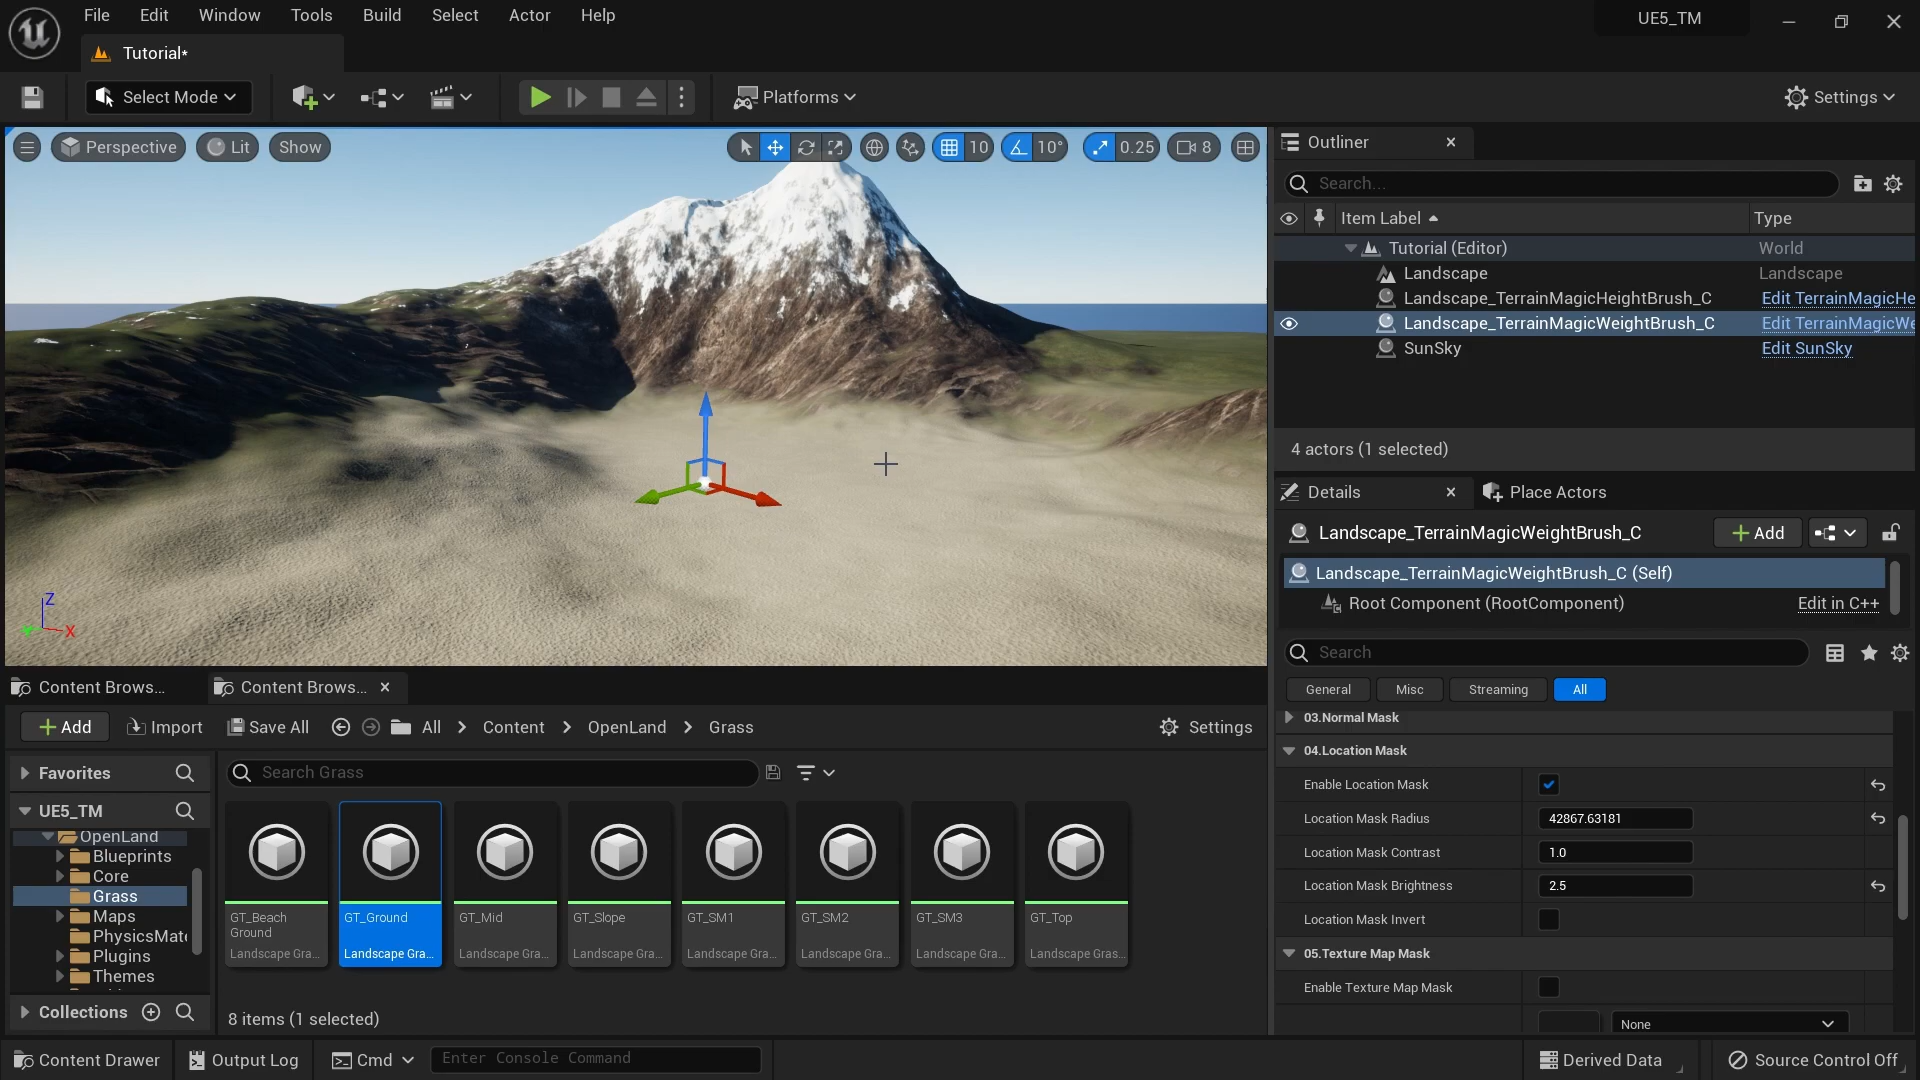 File Edit Window Tools Build Select Actor Help
UE5_TM
Tutorial*
Select Mode
Platforms
Settings
Perspective Lit Show
10 10° 0.25 8
Z
X
Outliner
Search...
Item Label Type
Tutorial (Editor) World
Landscape Landscape
Landscape_TerrainMagicHeightBrush_C Edit TerrainMagicHe
Landscape_TerrainMagicWeightBrush_C Edit TerrainMagicWe
SunSky Edit SunSky
4 actors (1 selected)
Details Place Actors
Landscape_TerrainMagicWeightBrush_C Add
Landscape_TerrainMagicWeightBrush_C (Self)
Root Component (RootComponent) Edit in C++
Search
General Misc Streaming All
03.Normal Mask
04.Location Mask
Enable Location Mask
Location Mask Radius 42867.63181
Location Mask Contrast 1.0
Location Mask Brightness 2.5
Location Mask Invert
05.Texture Map Mask
Enable Texture Map Mask
None
Content Brows... Content Brows...
Add Import Save All All Content OpenLand Grass Settings
Favorites
UE5_TM
OpenLand
Blueprints
Core
Grass
Maps
PhysicsMat
Plugins
Themes
Collections
Search Grass
GT_Beach
Ground
Landscape Gra...
GT_Ground
Landscape Gra...
GT_Mid
Landscape Gra...
GT_Slope
Landscape Gra...
GT_SM1
Landscape Gra...
GT_SM2
Landscape Gra...
GT_SM3
Landscape Gra...
GT_Top
Landscape Gras...
8 items (1 selected)
Content Drawer Output Log Cmd Enter Console Command Derived Data Source Control Off